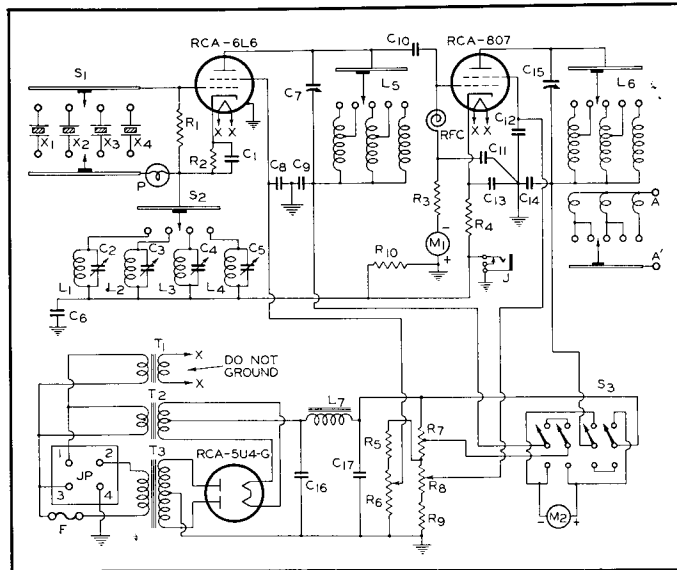 RCA-6L6
C10
RCA-807
S1
C7
L5
C15
L6
X1 X2 X3 X4
R1
X X
R2
C1
P
C8 C9
RFC
X X
C12
C11
S2
R3
C13
C14
R4
A
C2 C3 C4 C5
R10
M1
-
+
J
A'
L1 L2 L3 L4
C6
T1
X
X
DO NOT
GROUND
T2
L7
S3
1 2
T3
RCA-5U4-G
R5
R7
JP
3 4
C16
C17
R6
R8
F
R9
- M2 +